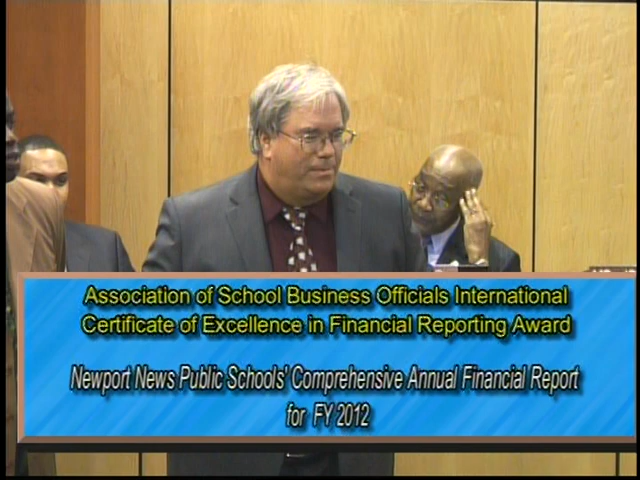 Association of School Business Officials International
Certificate of Excellence in Financial Reporting Award
Newport News Public Schools' Comprehensive Annual Financial Report
for FY 2012